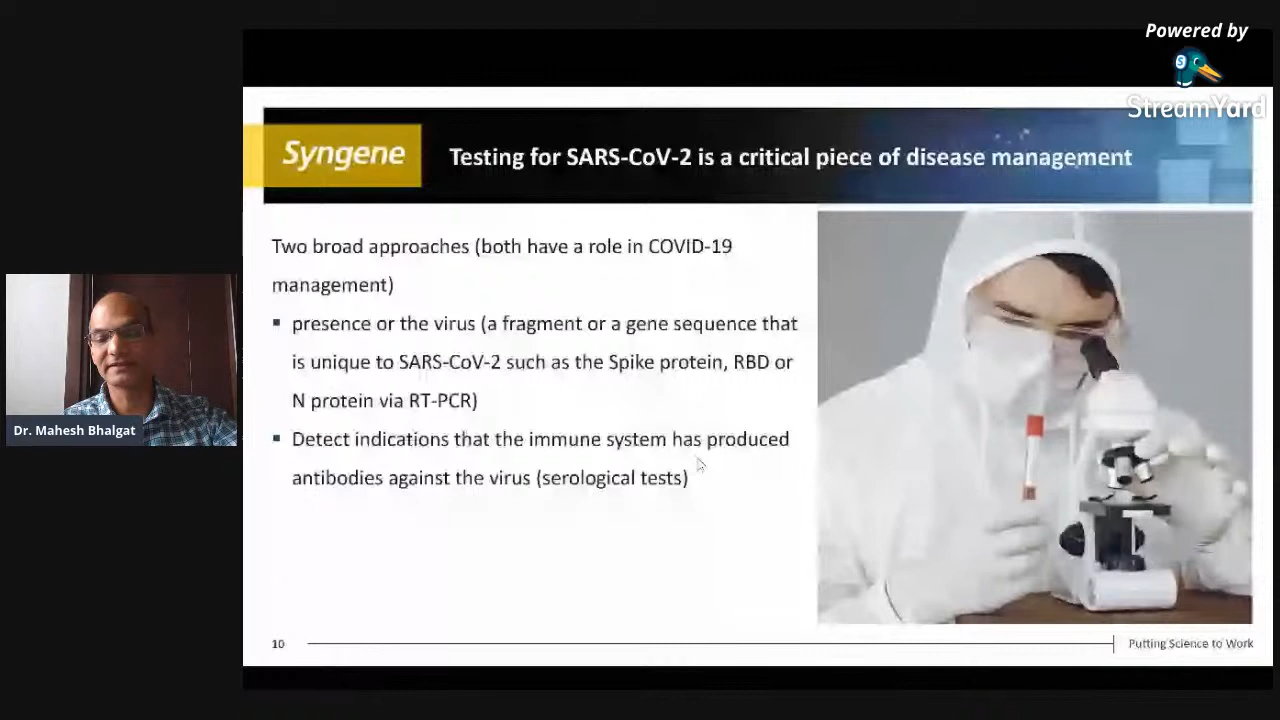 Powered by
S
StreamYard
Syngene
Testing for SARS-CoV-2 is a critical piece of disease management
Two broad approaches (both have a role in COVID-19
management)
▪ presence or the virus (a fragment or a gene sequence that
is unique to SARS-CoV-2 such as the Spike protein, RBD or
N protein via RT-PCR)
▪ Detect indications that the immune system has produced
antibodies against the virus (serological tests)
Dr. Mahesh Bhalgat
10
Putting Science to Work